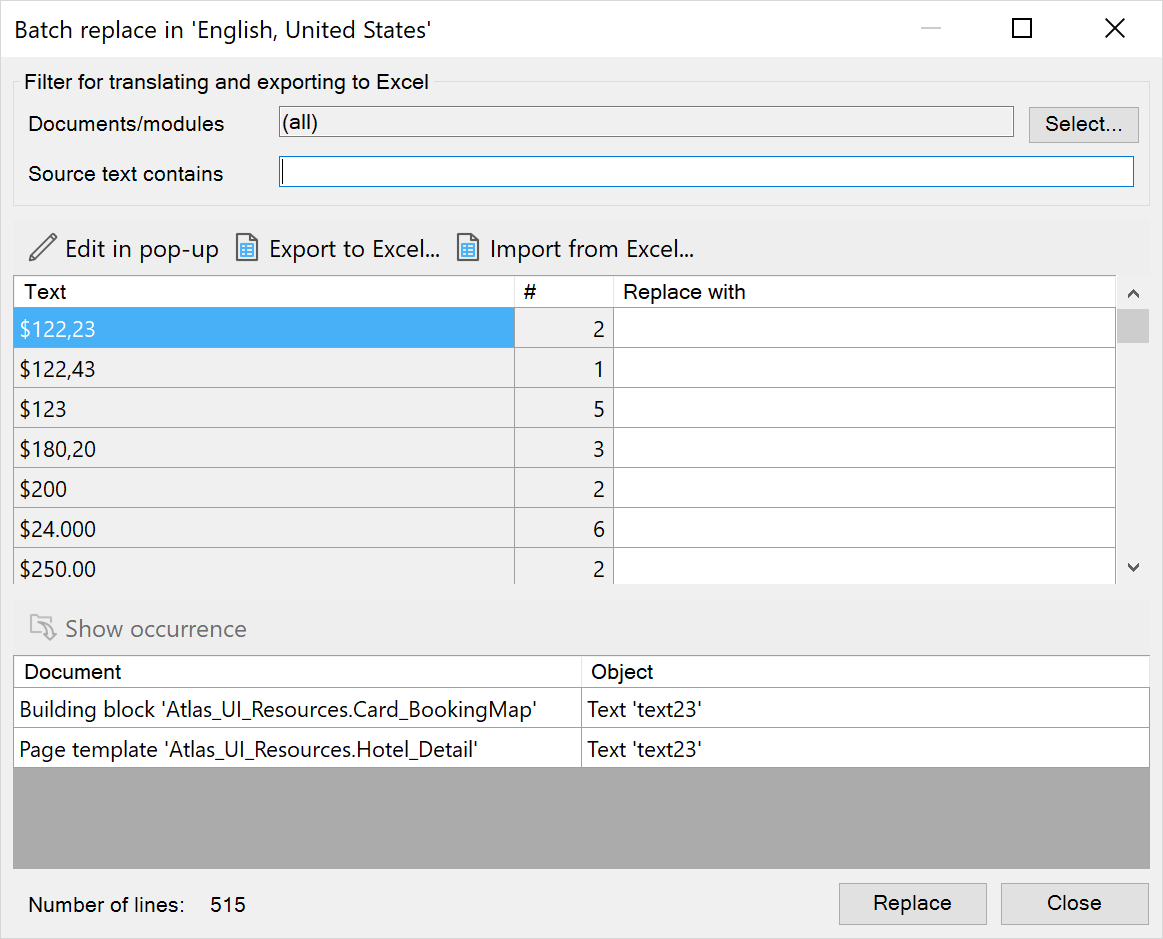 Batch replace in 'English, United States'
Filter for translating and exporting to Excel
Documents/modules (all) Select...
Source text contains
Edit in pop-up Export to Excel... Import from Excel...
Text # Replace with
$122,23 2
$122,43 1
$123 5
$180,20 3
$200 2
$24.000 6
$250.00 2
Show occurrence
Document Object
Building block 'Atlas_UI_Resources.Card_BookingMap' Text 'text23'
Page template 'Atlas_UI_Resources.Hotel_Detail' Text 'text23'
Number of lines: 515 Replace Close